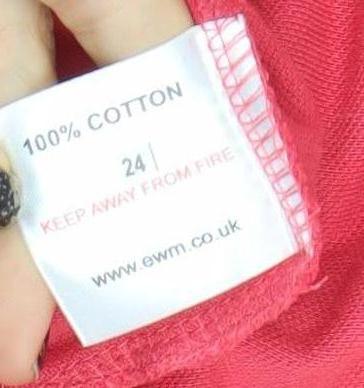 100% COTTON
24
KEEP AWAY FROM FIRE
www.ewm.co.uk